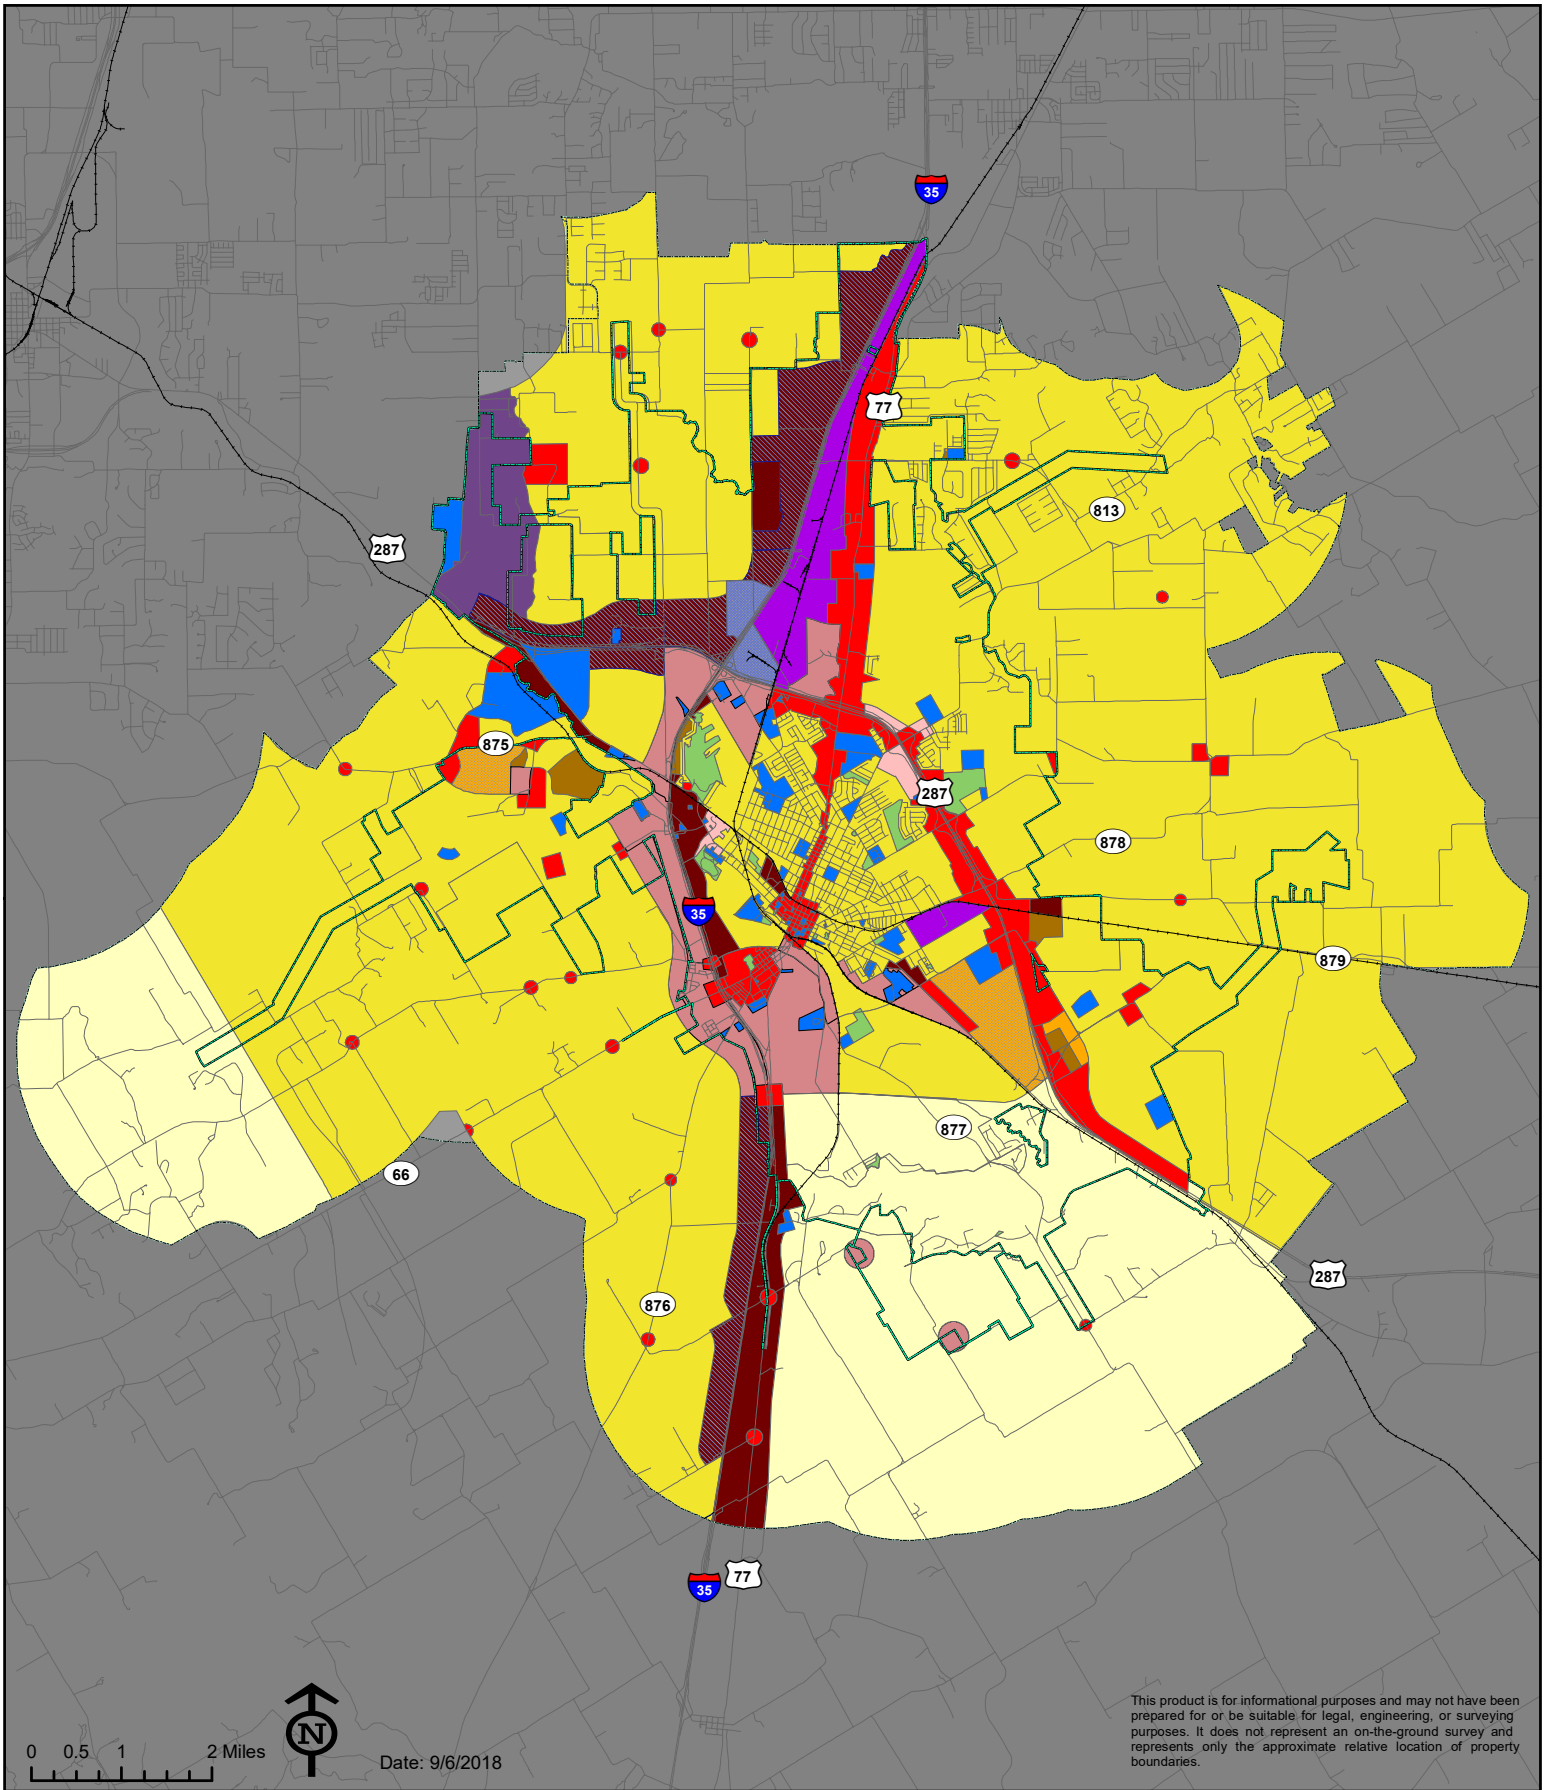 35
77
813
287
875
287
878
35
879
877
66
287
876
77
35
This product is for informational purposes and may not have been
prepared for or be suitable for legal, engineering, or surveying
purposes. It does not represent an on-the-ground survey and
represents only the approximate relative location of property
boundaries.
N
0 0.5 1 2 Miles
Date: 9/6/2018